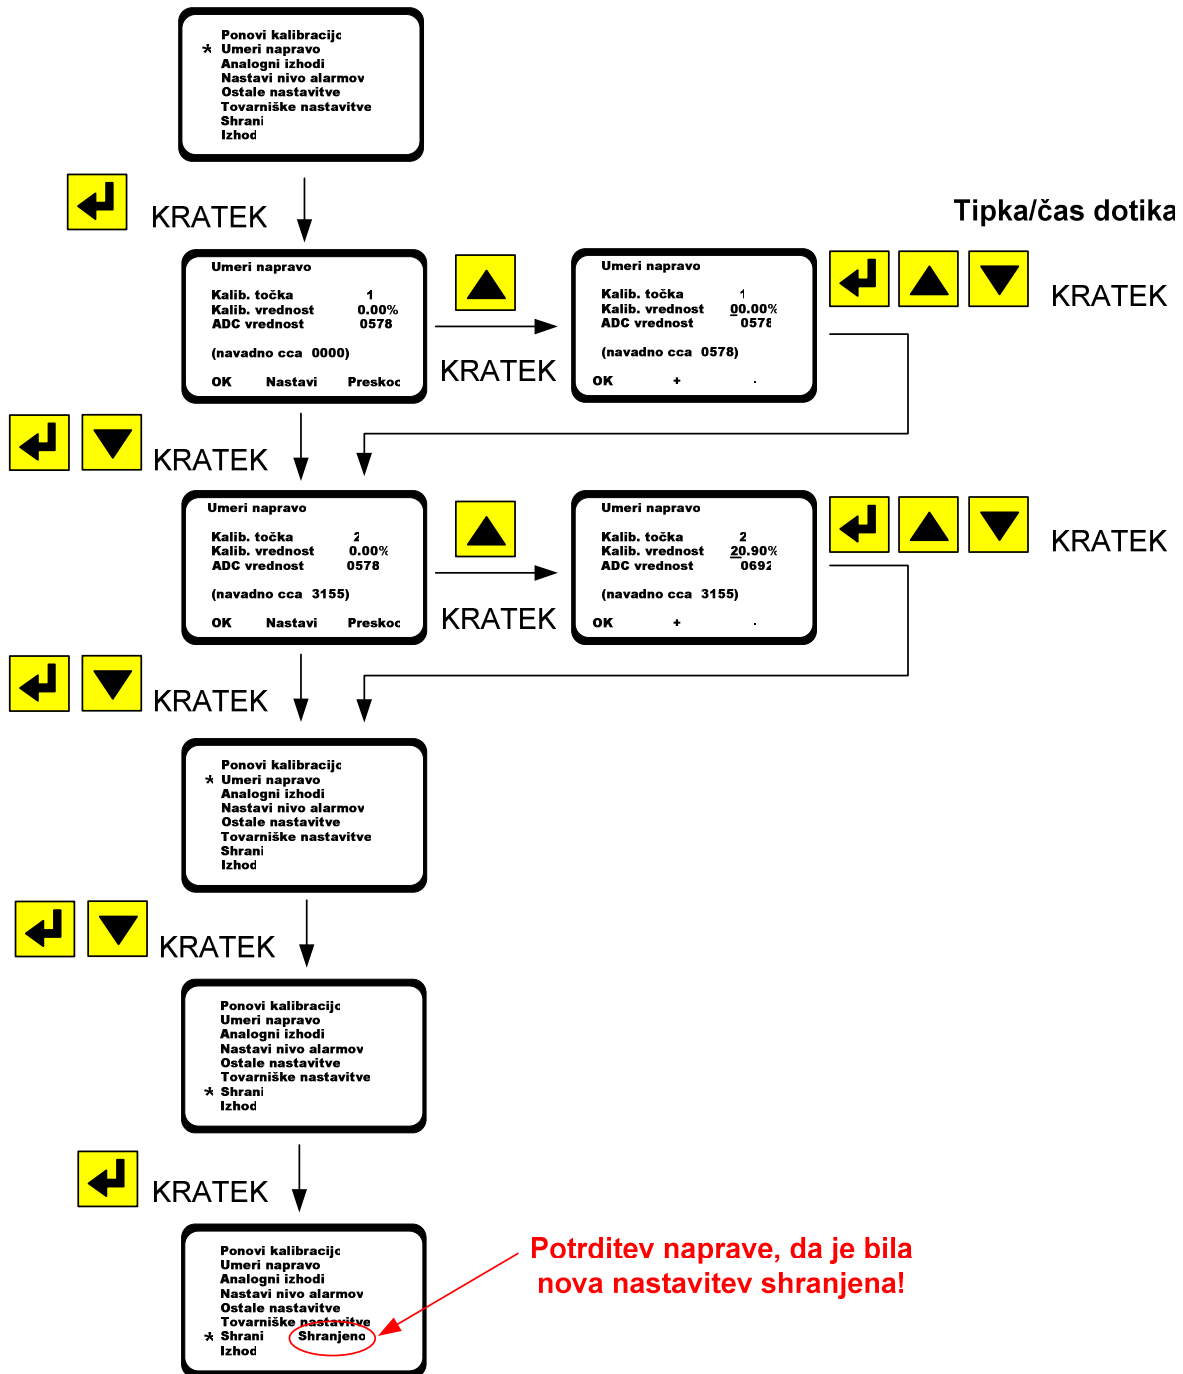 Ponovi kalibracijo
* Umeri napravo
Analogni izhodi
Nastavi nivo alarmov
Ostale nastavitve
Tovarniške nastavitve
Shrani
Izhod
KRATEK
Tipka/čas dotika
Umeri napravo
Kalib. točka 1
Kalib. vrednost 0.00%
ADC vrednost 0578
(navadno cca 0000)
OK Nastavi Preskoc
KRATEK
Umeri napravo
Kalib. točka 1
Kalib. vrednost 00.00%
ADC vrednost 0578
(navadno cca 0578)
OK + -
KRATEK
KRATEK
Umeri napravo
Kalib. točka 2
Kalib. vrednost 0.00%
ADC vrednost 0578
(navadno cca 3155)
OK Nastavi Preskoc
KRATEK
Umeri napravo
Kalib. točka 2
Kalib. vrednost 20.90%
ADC vrednost 0692
(navadno cca 3155)
OK + -
KRATEK
KRATEK
Ponovi kalibracijo
* Umeri napravo
Analogni izhodi
Nastavi nivo alarmov
Ostale nastavitve
Tovarniške nastavitve
Shrani
Izhod
KRATEK
Ponovi kalibracijo
Umeri napravo
Analogni izhodi
Nastavi nivo alarmov
Ostale nastavitve
Tovarniške nastavitve
* Shrani
Izhod
KRATEK
Ponovi kalibracijo
Umeri napravo
Analogni izhodi
Nastavi nivo alarmov
Ostale nastavitve
Tovarniške nastavitve
* Shrani Shranjeno
Izhod
Potrditev naprave, da je bila
nova nastavitev shranjena!